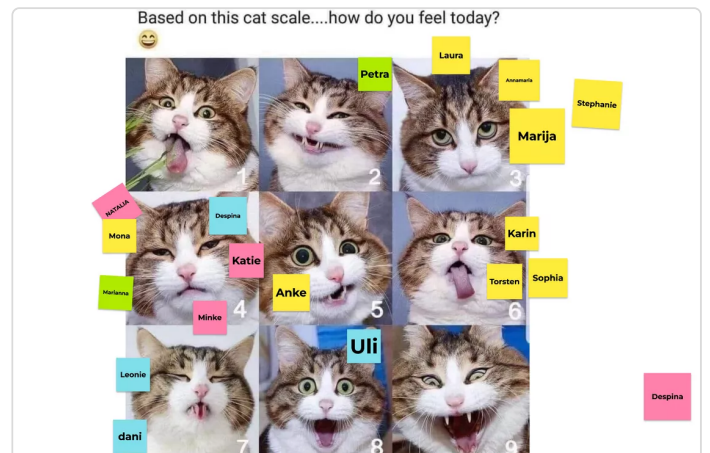 Based on this cat scale....how do you feel today?
Laura
Petra
Annamaria
Stephanie
Marija
1
2
3
NATALIA
Despina
Mona
Karin
Katie
Torsten
Sophia
Marianna
Anke
4
5
6
Minke
Uli
Leonie
Despina
dani
7
8
9